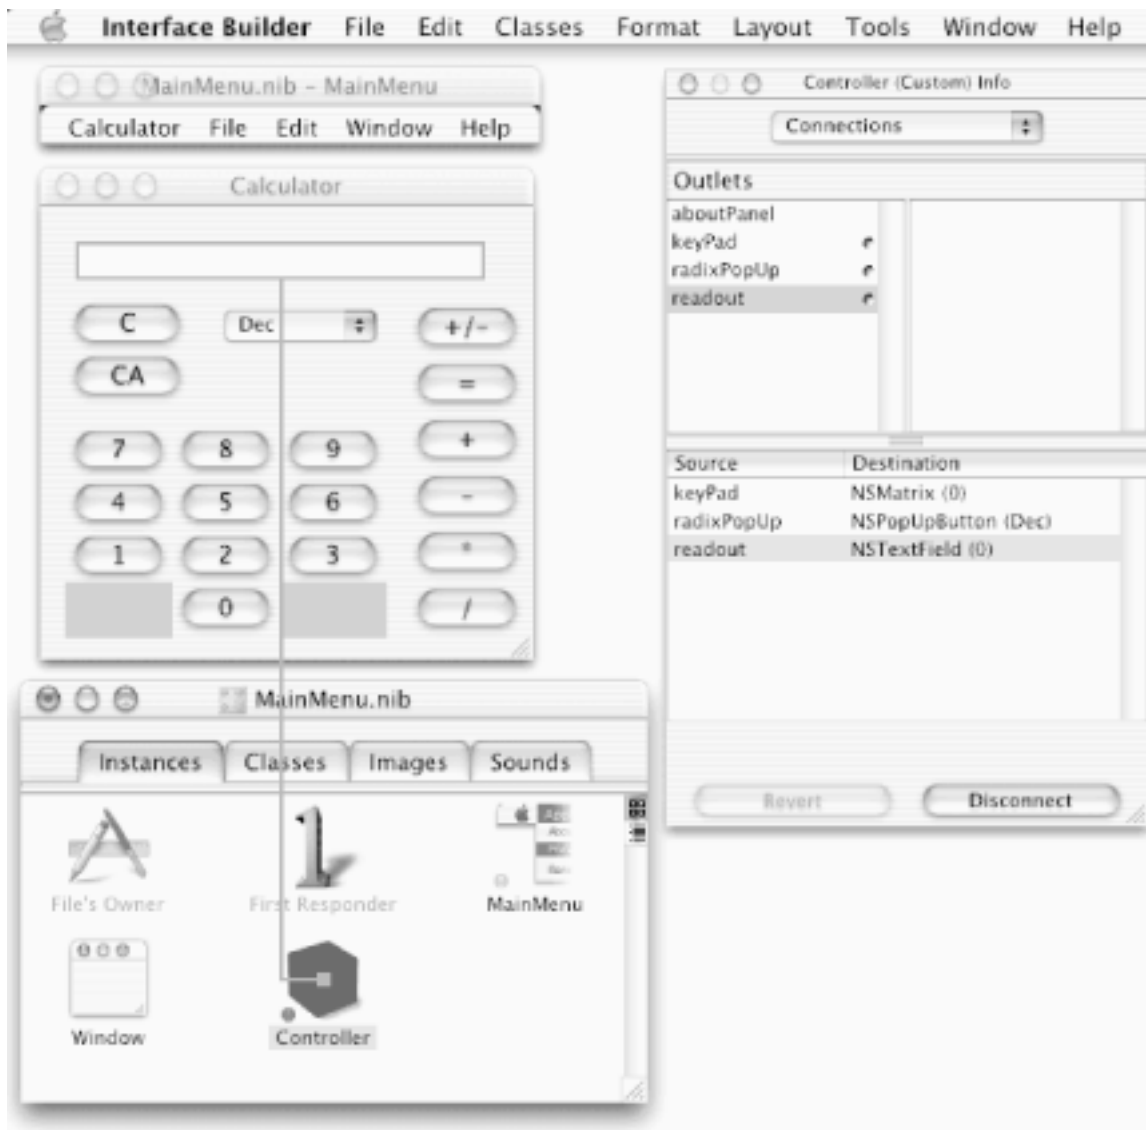 Interface Builder File Edit Classes Format Layout Tools Window Help
MainMenu.nib – MainMenu
Calculator File Edit Window Help
Calculator
C
Dec
+/-
CA
=
7
8
9
+
4
5
6
-
1
2
3
*
0
/
MainMenu.nib
Instances Classes Images Sounds
File's Owner
First Responder
MainMenu
Window
Controller
Controller (Custom) Info
Connections
Outlets
aboutPanel
keyPad
radixPopUp
readout
Source Destination
keyPad NSMatrix (0)
radixPopUp NSPopUpButton (Dec)
readout NSTextField (0)
Revert
Disconnect